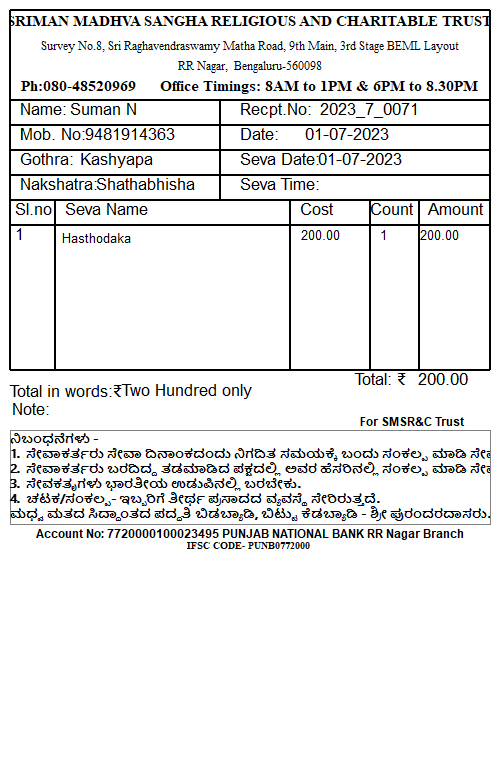 SRIMAN MADHVA SANGHA RELIGIOUS AND CHARITABLE TRUST
Survey No.8, Sri Raghavendraswamy Matha Road, 9th Main, 3rd Stage BEML Layout
RR Nagar, Bengaluru-560098
Ph:080-48520969 Office Timings: 8AM to 1PM & 6PM to 8.30PM
Name: Suman N Recpt.No: 2023_7_0071
Mob. No:9481914363 Date: 01-07-2023
Gothra: Kashyapa Seva Date:01-07-2023
Nakshatra:Shathabhisha Seva Time:
Sl.no Seva Name Cost Count Amount
1 Hasthodaka 200.00 1 200.00
Total: ₹ 200.00
Total in words:₹Two Hundred only
Note:
For SMSR&C Trust
ನಿಬಂಧನೆಗಳು -
1. ಸೇವಾಕರ್ತರು ಸೇವಾ ದಿನಾಂಕದಂದು ನಿಗದಿತ ಸಮಯಕ್ಕೆ ಬಂದು ಸಂಕಲ್ಪ ಮಾಡಿ ಸೇವ
2. ಸೇವಾಕರ್ತರು ಬರದಿದ್ದ ತಡಮಾಡಿದ ಪಕ್ಷದಲ್ಲಿ ಅವರ ಹೆಸರಿನಲ್ಲಿ ಸಂಕಲ್ಪ ಮಾಡಿ ಸೇವ
3. ಸೇವಕತೃಗಳು ಭಾರತೀಯ ಉಡುಪಿನಲ್ಲಿ ಬರಬೇಕು.
4. ಚಟಕ/ಸಂಕಲ್ಪ- ಇಬ್ಬರಿಗೆ ತೀರ್ಥ ಪ್ರಸಾದದ ವ್ಯವಸ್ಥೆ ಸೇರಿರುತ್ತದೆ.
ಮಧ್ವ ಮತದ ಸಿದ್ಧಾಂತದ ಪದ್ಧತಿ ಬಿಡಬ್ಯಾಡಿ, ಬಿಟ್ಟು ಕೆಡಬ್ಯಾಡಿ - ಶ್ರೀ ಪುರಂದರದಾಸರು.
Account No: 7720000100023495 PUNJAB NATIONAL BANK RR Nagar Branch
IFSC CODE- PUNB0772000